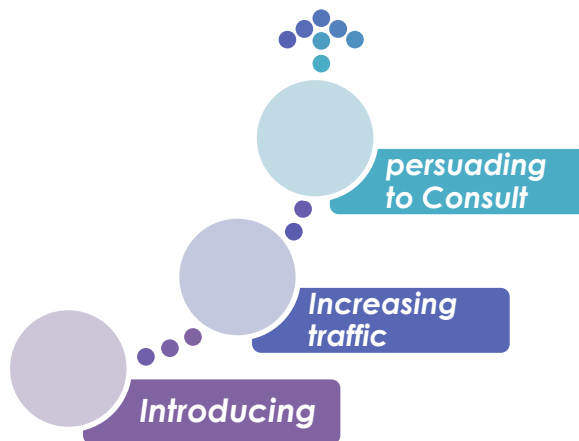 persuading
to Consult
Increasing
traffic
Introducing